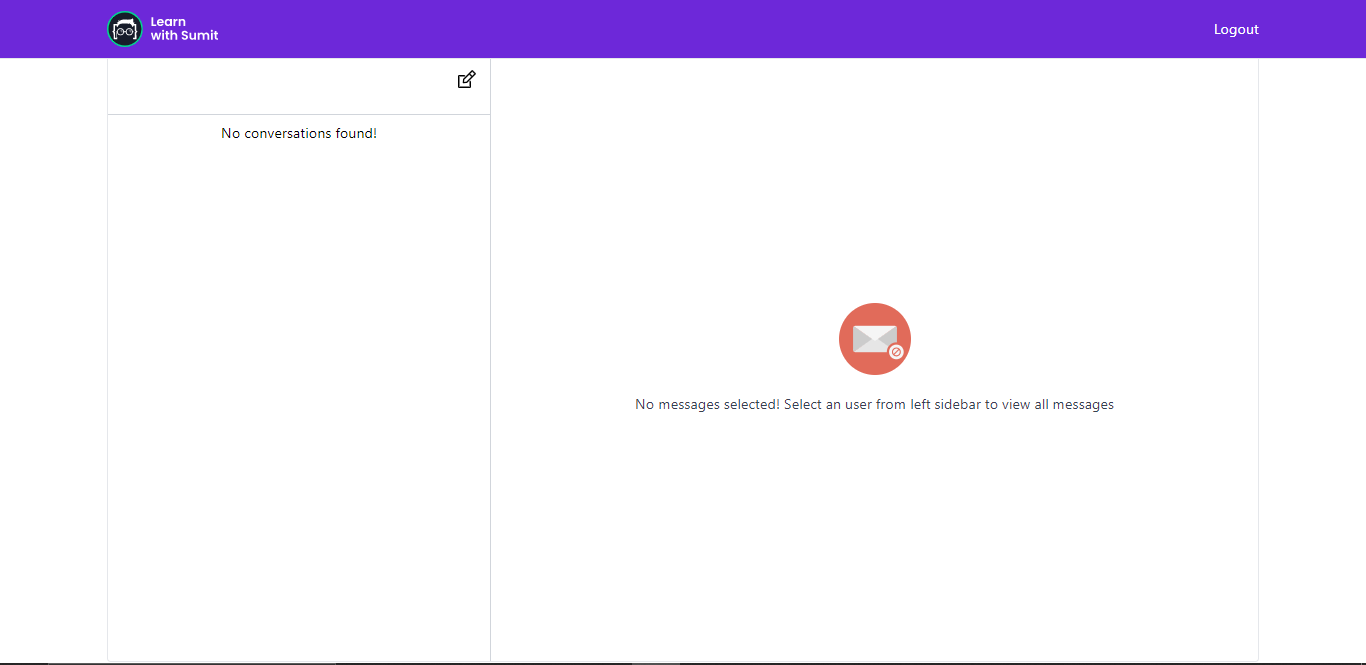 Learn
with Sumit
Logout
No conversations found!
No messages selected! Select an user from left sidebar to view all messages